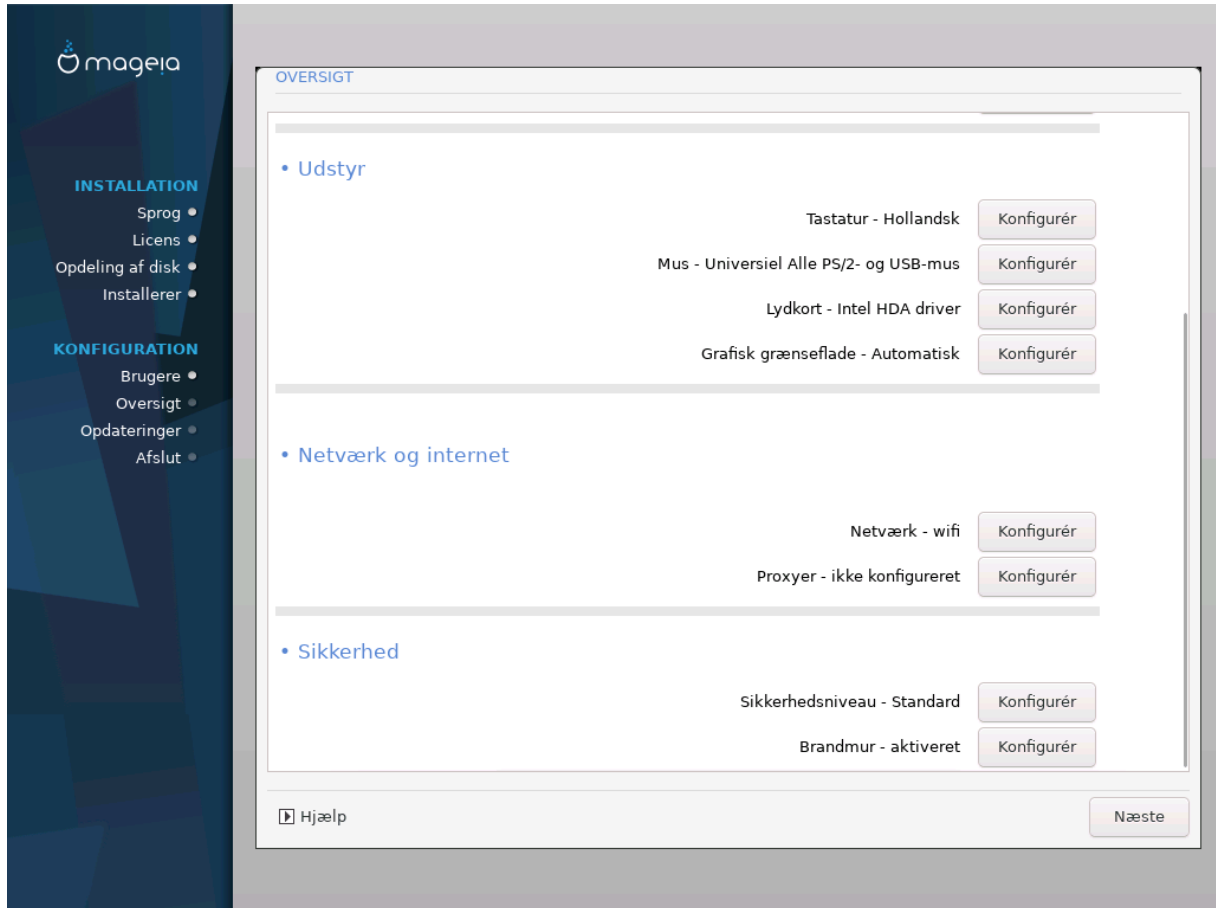 mageia
INSTALLATION
Sprog
Licens
Opdeling af disk
Installerer
KONFIGURATION
Brugere
Oversigt
Opdateringer
Afslut
OVERSIGT
• Udstyr
Tastatur - Hollandsk Konfigurér
Mus - Universiel Alle PS/2- og USB-mus Konfigurér
Lydkort - Intel HDA driver Konfigurér
Grafisk grænseflade - Automatisk Konfigurér
• Netværk og internet
Netværk - wifi Konfigurér
Proxyer - ikke konfigureret Konfigurér
• Sikkerhed
Sikkerhedsniveau - Standard Konfigurér
Brandmur - aktiveret Konfigurér
Hjælp
Næste